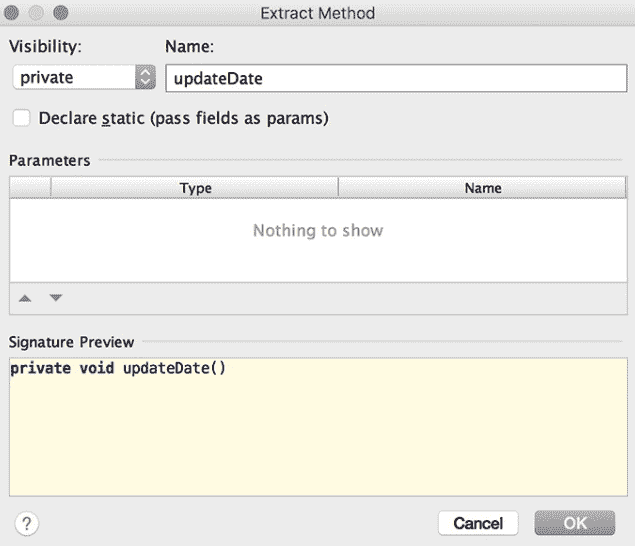 Extract Method
Visibility: Name:
private updateDate
Declare static (pass fields as params)
Parameters
Type Name
Nothing to show
Signature Preview
private void updateDate()
? Cancel OK